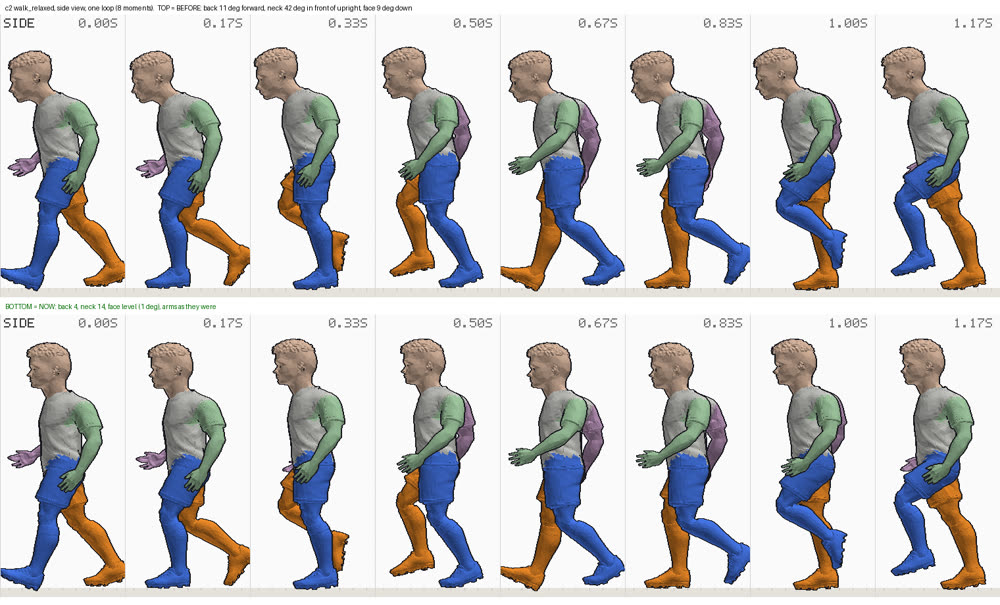 c2 walk_relaxed, side view, one loop (8 moments).  TOP = BEFORE: back 11 deg forward, neck 42 deg in front of upright, face 9 deg down
SIDE 0.00S 0.17S 0.33S 0.50S 0.67S 0.83S 1.00S 1.17S
BOTTOM = NOW: back 4, neck 14, face level (1 deg), arms as they were
SIDE 0.00S 0.17S 0.33S 0.50S 0.67S 0.83S 1.00S 1.17S